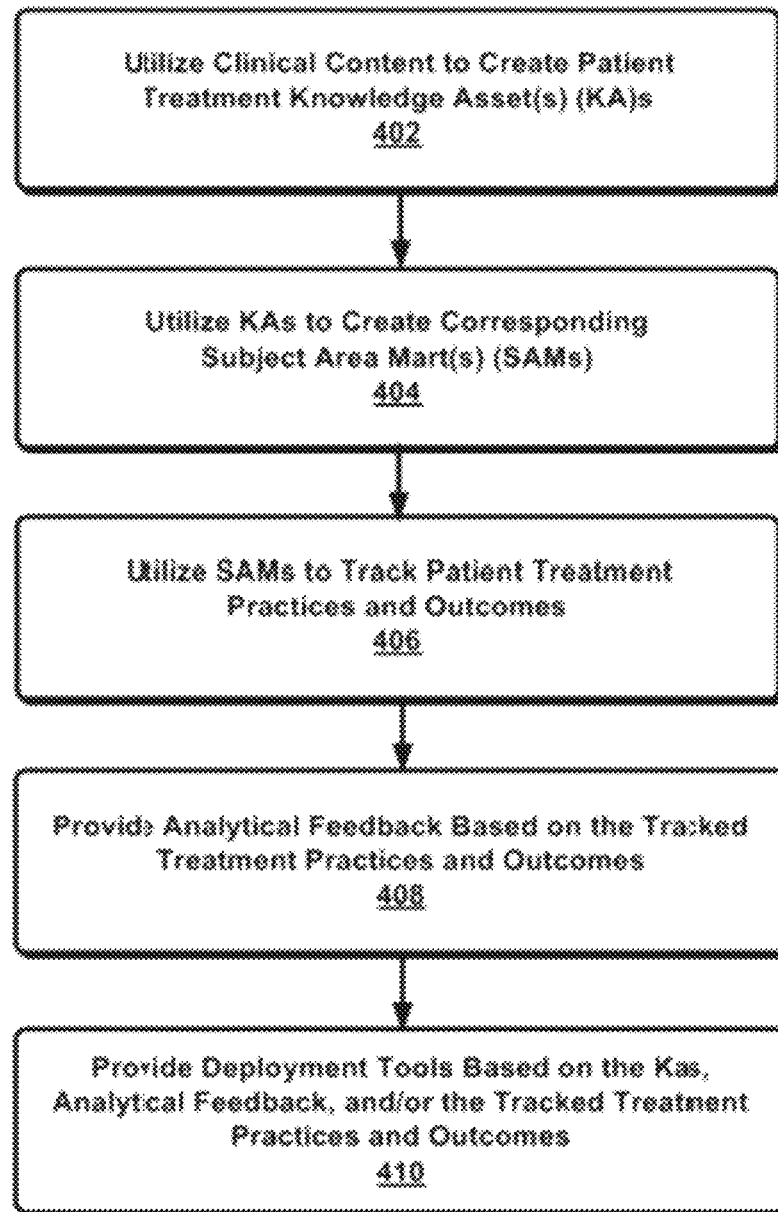 Utilize Clinical Content to Create Patient
Treatment Knowledge Asset(s) (KA)s
402
Utilize KAs to Create Corresponding
Subject Area Mart(s) (SAMs)
404
Utilize SAMs to Track Patient Treatment
Practices and Outcomes
406
Provide Analytical Feedback Based on the Tracked
Treatment Practices and Outcomes
408
Provide Deployment Tools Based on the Kas,
Analytical Feedback, and/or the Tracked Treatment
Practices and Outcomes
410